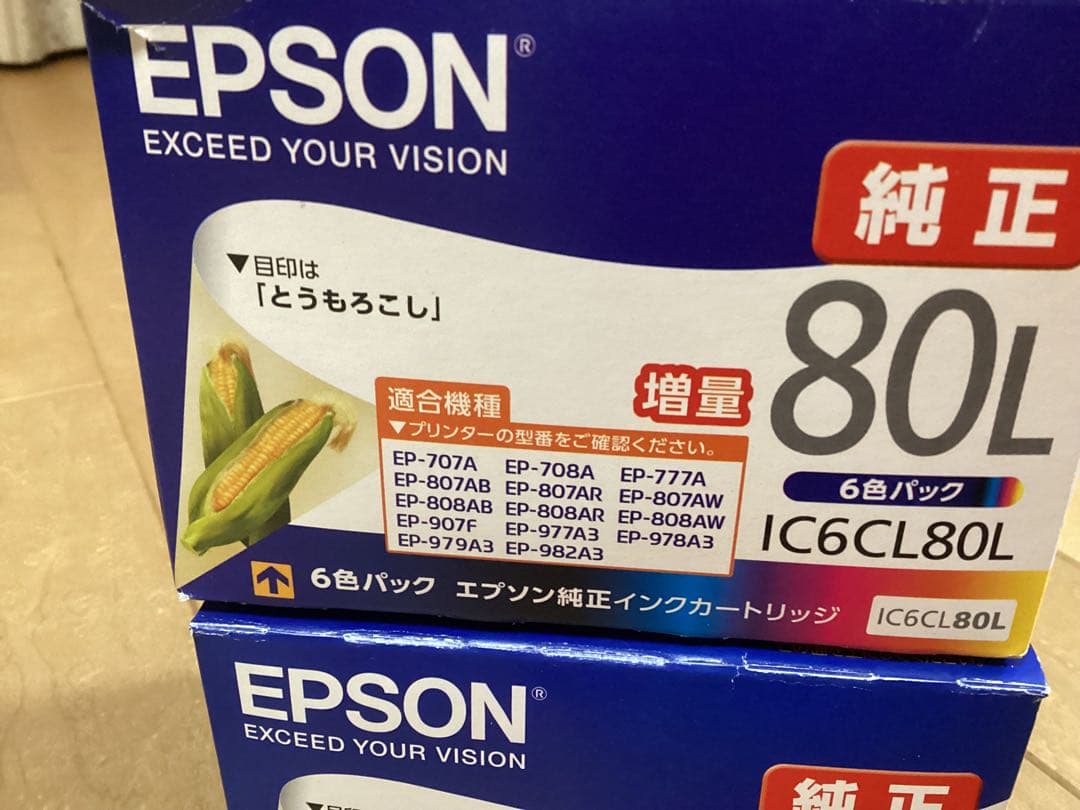 EPSON®
EXCEED YOUR VISION
純正
▼目印は
「とうもろこし」
80L
増量
適合機種
▼プリンターの型番をご確認ください。
EP-707A EP-708A EP-777A
EP-807AB EP-807AR EP-807AW
EP-808AB EP-808AR EP-808AW
EP-907F EP-977A3 EP-978A3
EP-979A3 EP-982A3
6色パック
IC6CL80L
6色パック エプソン純正インクカートリッジ
IC6CL80L
EPSON®
EXCEED YOUR VISION
純正